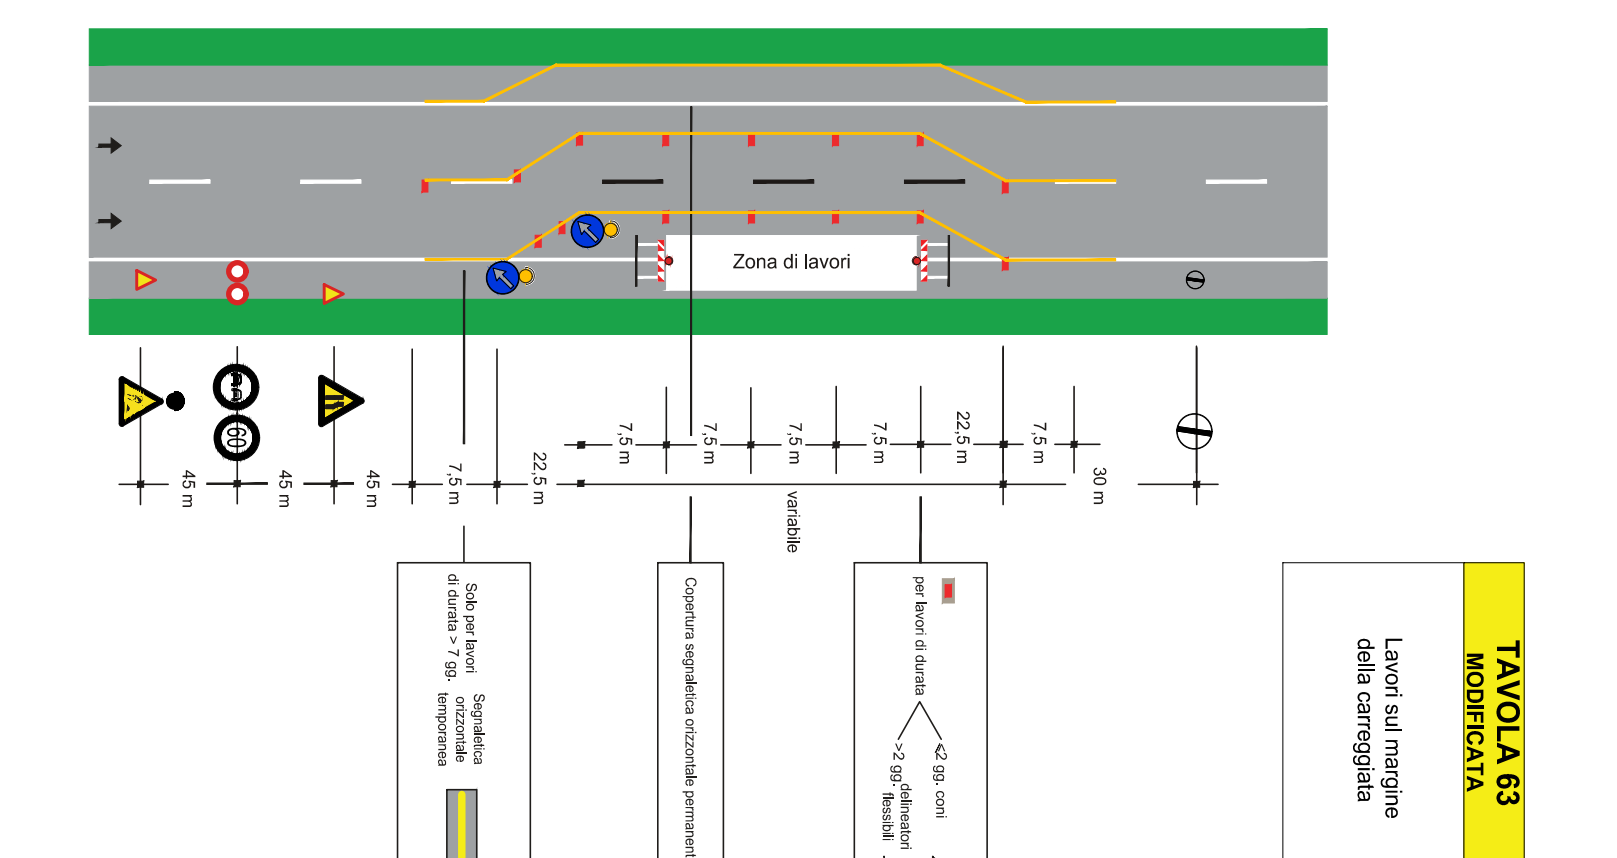 Zona di lavori
60
7,5 m
7,5 m
7,5 m
7,5 m
22,5 m
7,5 m
45 m
45 m
45 m
7,5 m
22,5 m
variabile
30 m
Solo per lavori
di durata > 7 gg.
Segnaletica
orizzontale
temporanea
Copertura segnaletica orizzontale permanent
per lavori di durata
≤2 gg. coni
>2 gg. delineatori
flessibili
TAVOLA 63
MODIFICATA
Lavori sul margine
della carreggiata